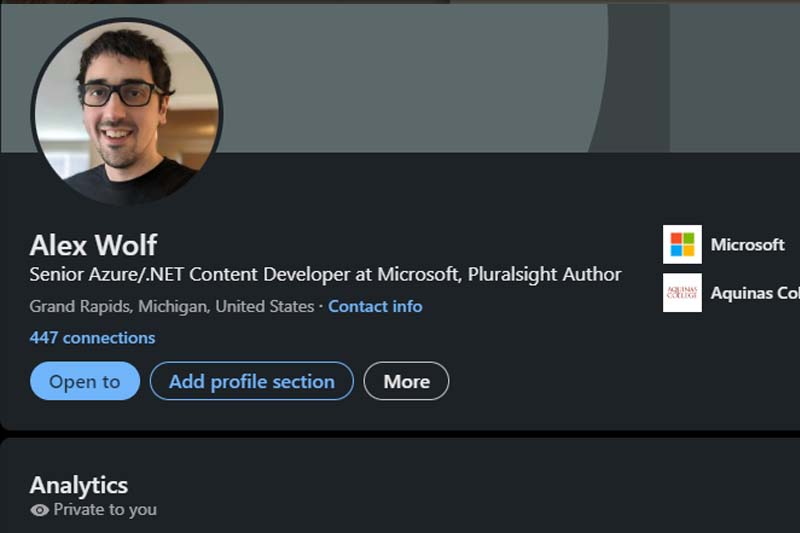 Alex Wolf
Senior Azure/.NET Content Developer at Microsoft, Pluralsight Author
Grand Rapids, Michigan, United States · Contact info
447 connections
Open to
Add profile section
More
Microsoft
AQUINAS
COLLEGE
Aquinas Col
Analytics
Private to you